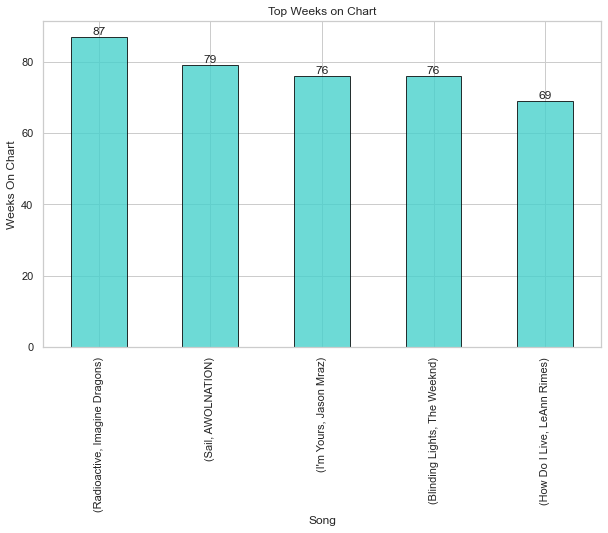 Top Weeks on Chart
Weeks On Chart
80
60
40
20
0
87
79
76
76
69
(Radioactive, Imagine Dragons)
(Sail, AWOLNATION)
(I'm Yours, Jason Mraz)
(Blinding Lights, The Weeknd)
(How Do I Live, LeAnn Rimes)
Song